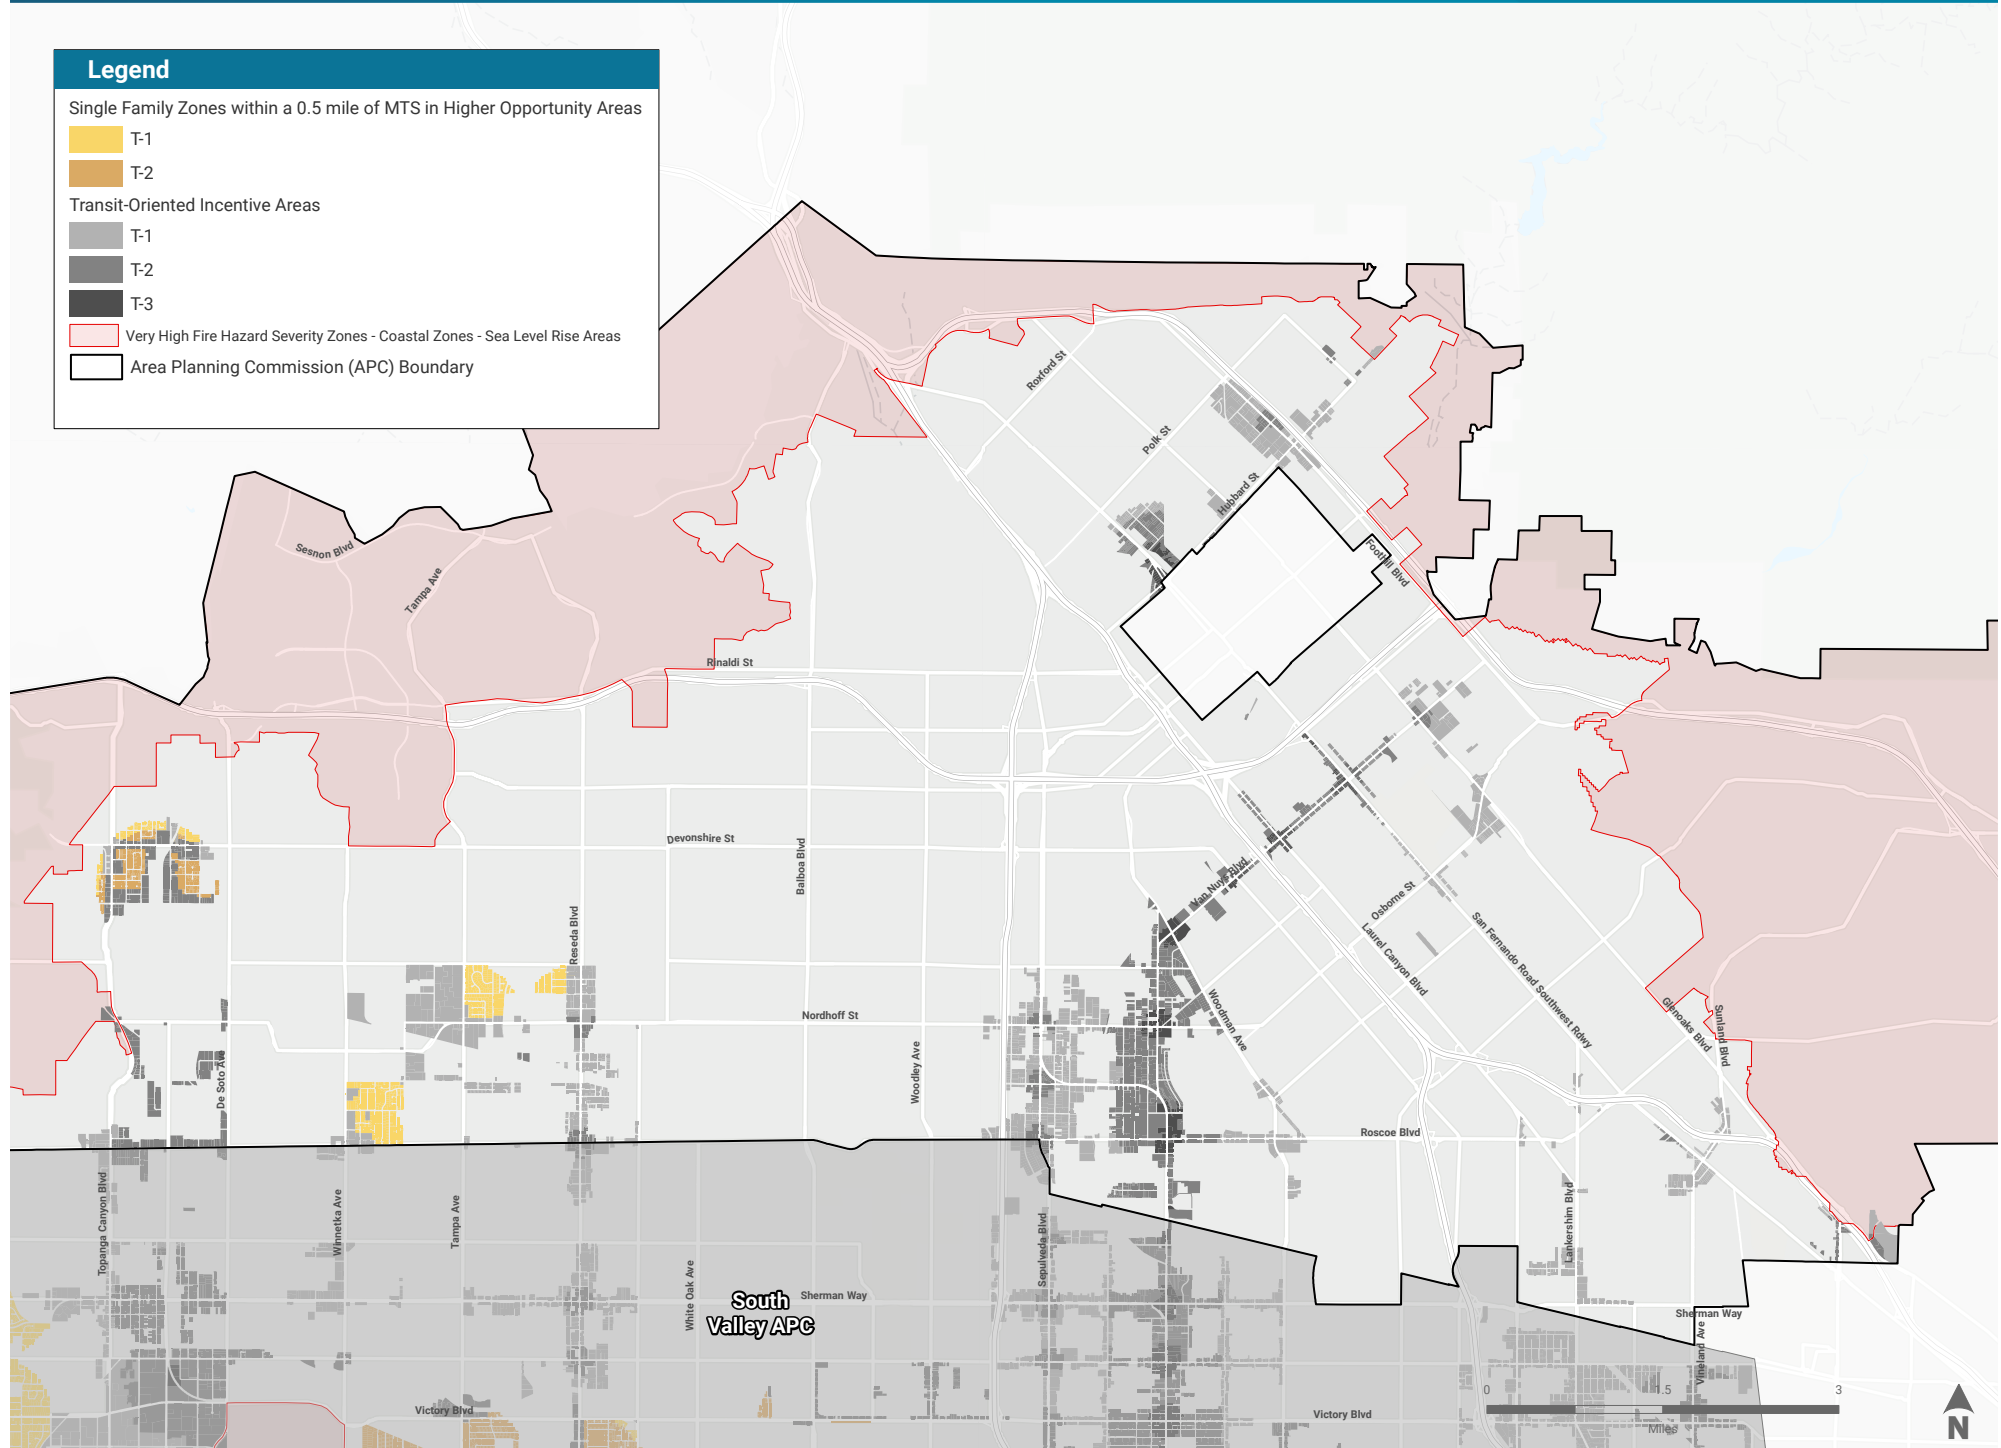 Legend
Single Family Zones within a 0.5 mile of MTS in Higher Opportunity Areas
T-1
T-2
Transit-Oriented Incentive Areas
T-1
T-2
T-3
Very High Fire Hazard Severity Zones - Coastal Zones - Sea Level Rise Areas
Area Planning Commission (APC) Boundary
Roxford St
Polk St
Hubbard St
Sesnon Blvd
Tampa Ave
Foothill Blvd
Rinaldi St
Devonshire St
Balboa Blvd
Van Nuys Blvd
Osborne St
Reseda Blvd
Laurel Canyon Blvd
San Fernando Road Southwest Rdwy
Nordhoff St
Woodman Ave
Glenoaks Blvd
Sunland Blvd
De Soto Ave
Woodley Ave
Roscoe Blvd
Topanga Canyon Blvd
Winnetka Ave
Tampa Ave
Sepulveda Blvd
Lankershim Blvd
White Oak Ave
South
Valley APC
Sherman Way
Sherman Way
Vineland Ave
0
1.5
3
Miles
Victory Blvd
Victory Blvd
N